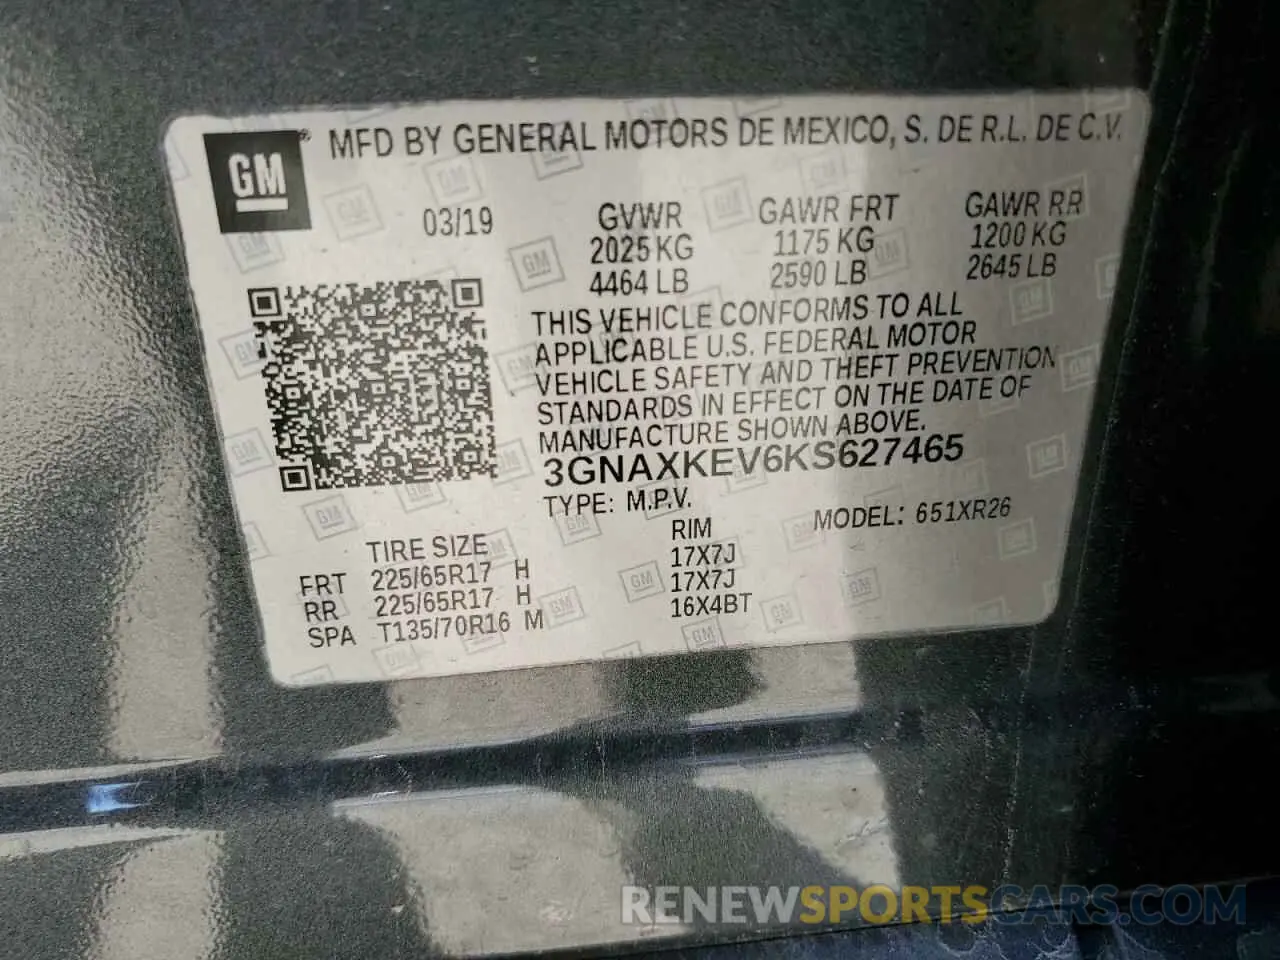 GM® MFD BY GENERAL MOTORS DE MEXICO, S. DE R.L. DE C.V.
03/19
GVWR GAWR FRT GAWR RR
2025 KG 1175 KG 1200 KG
4464 LB 2590 LB 2645 LB
THIS VEHICLE CONFORMS TO ALL
APPLICABLE U.S. FEDERAL MOTOR
VEHICLE SAFETY AND THEFT PREVENTION
STANDARDS IN EFFECT ON THE DATE OF
MANUFACTURE SHOWN ABOVE.
3GNAXKEV6KS627465
TYPE: M.P.V. MODEL: 651XR26
TIRE SIZE RIM
FRT 225/65R17 H 17X7J
RR 225/65R17 H 17X7J
SPA T135/70R16 M 16X4BT
RENEWSPORTSCARS.COM